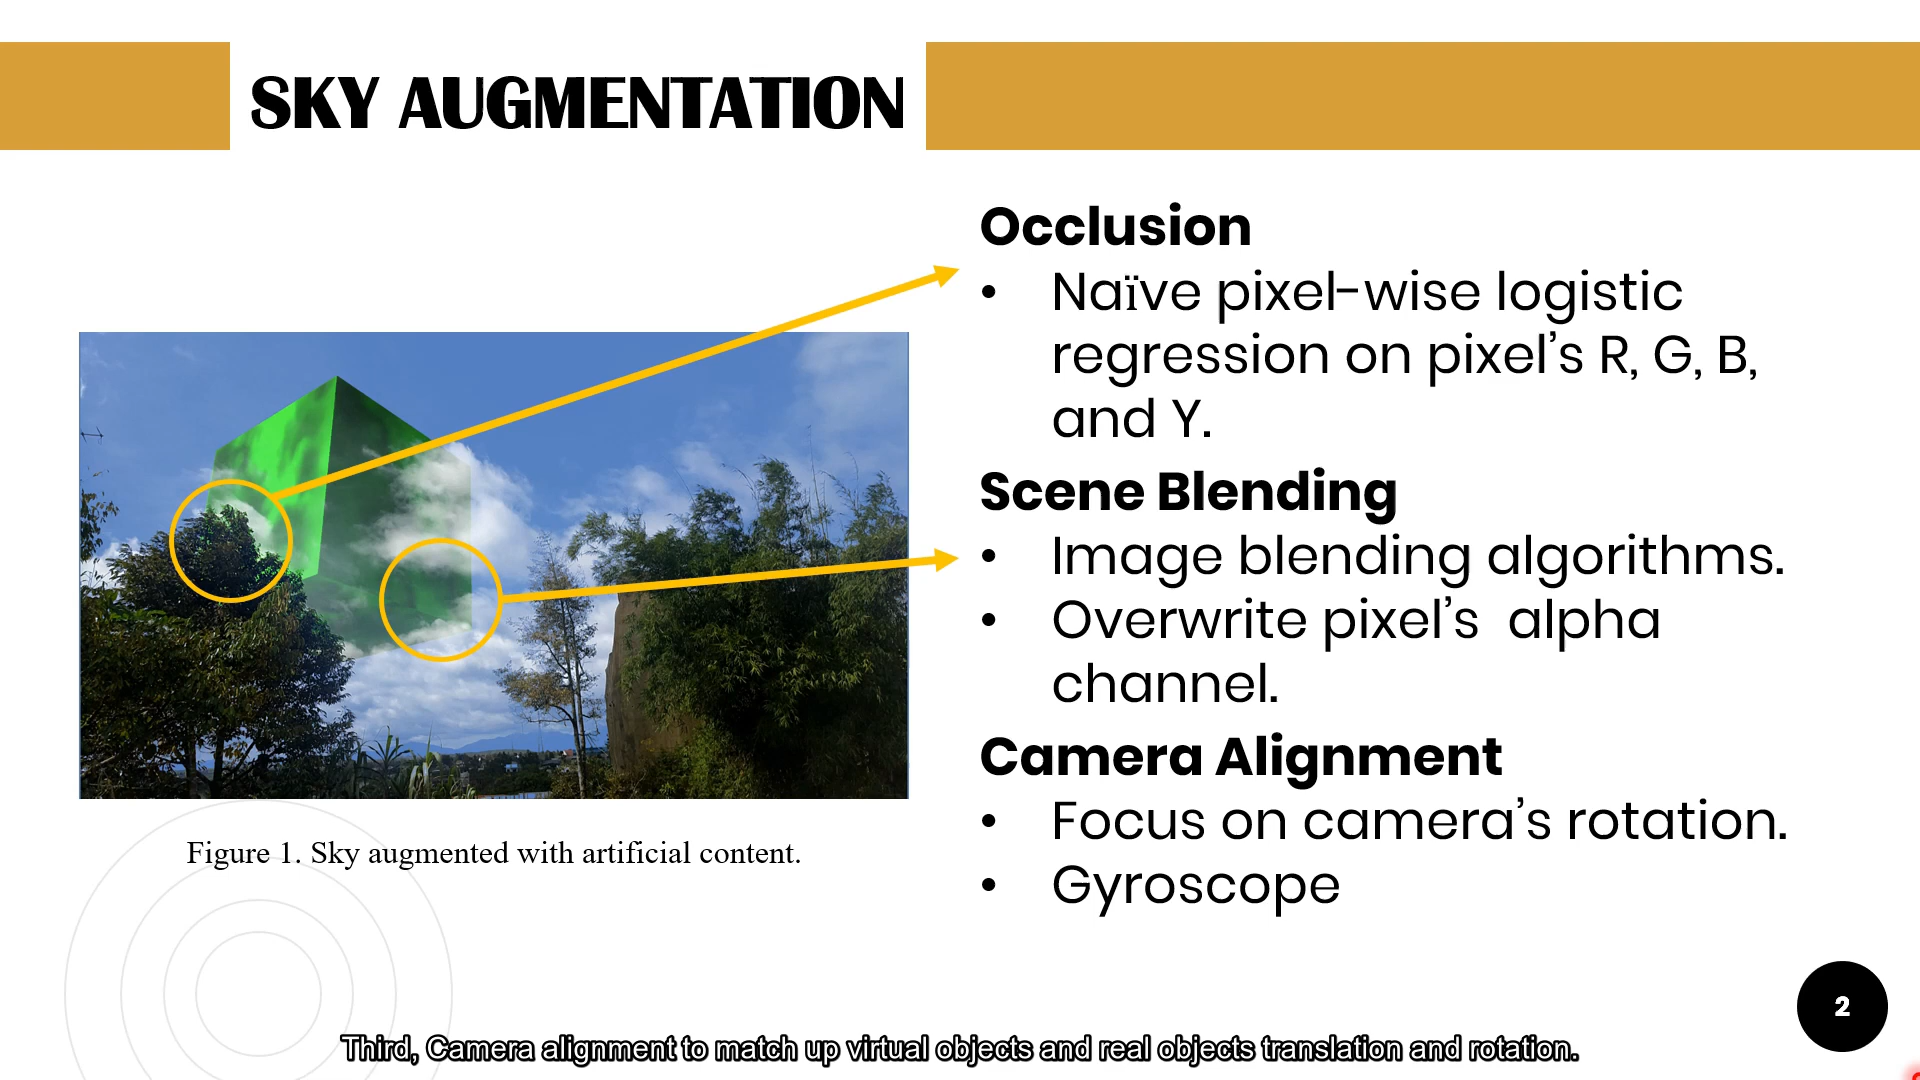 SKY AUGMENTATION
Occlusion
• Naïve pixel-wise logistic
regression on pixel’s R, G, B,
and Y.
Scene Blending
• Image blending algorithms.
• Overwrite pixel’s  alpha
channel.
Camera Alignment
• Focus on camera’s rotation.
• Gyroscope
Figure 1. Sky augmented with artificial content.
2
Third, Camera alignment to match up virtual objects and real objects translation and rotation.